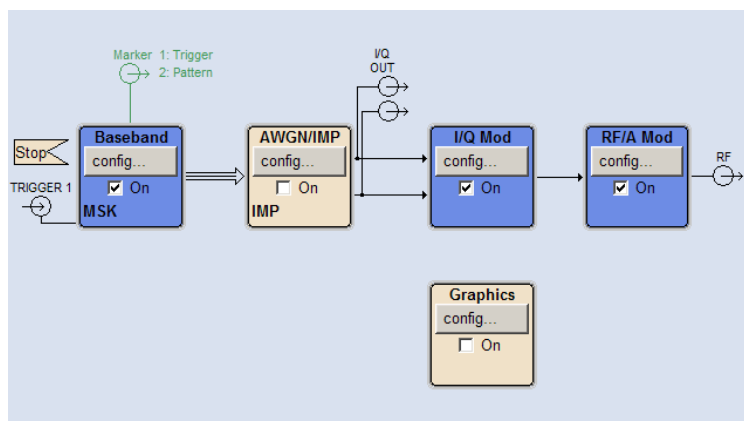 Marker 1: Trigger
2: Pattern
I/Q
OUT
Stop
TRIGGER 1
Baseband
config...
On
MSK
AWGN/IMP
config...
On
IMP
I/Q Mod
config...
On
RF/A Mod
config...
On
RF
Graphics
config...
On